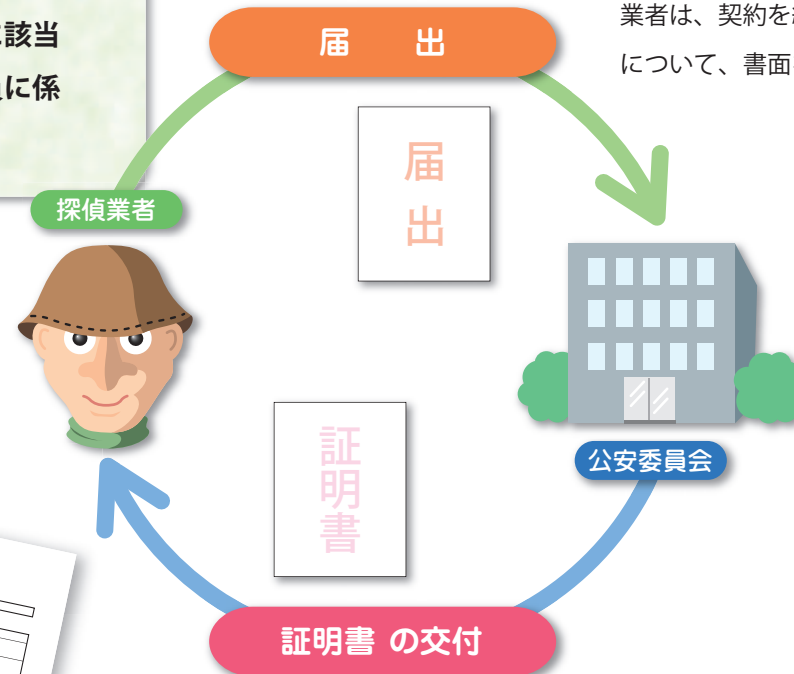 該当
に係
業者は、契約を
について、書面
届　出
届
出
探偵業者
公安委員会
証
明
書
証明書 の交付